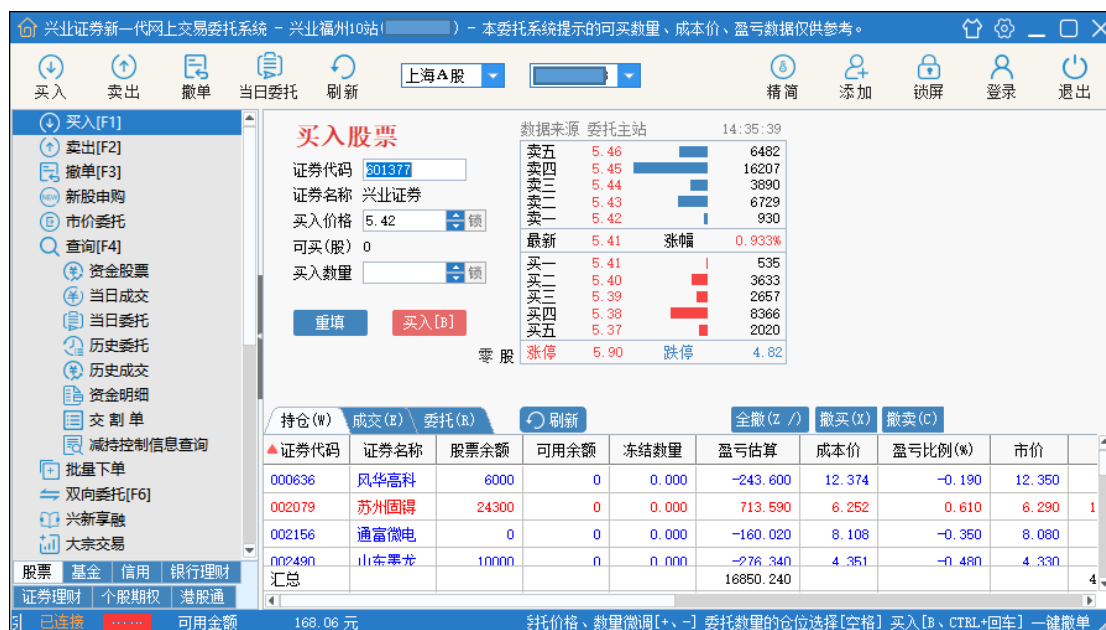 兴业证券新一代网上交易委托系统 - 兴业福州10站( ) - 本委托系统提示的可买数量、成本价、盈亏数据仅供参考。
买入 卖出 撤单 当日委托 刷新 上海A股 精简 添加 锁屏 登录 退出
买入[F1]
卖出[F2]
撤单[F3]
NEW 新股申购
市价委托
查询[F4]
资金股票
当日成交
当日委托
历史委托
历史成交
资金明细
交割单
减持控制信息查询
批量下单
双向委托[F6]
兴新享融
大宗交易
股票 基金 信用 银行理财
证券理财 个股期权 港股通
买入股票
证券代码 601377
证券名称 兴业证券
买入价格 5.42 锁
可买(股) 0
买入数量 锁
重填 买入[B]
零 股
数据来源 委托主站 14:35:39
卖五 5.46 6482
卖四 5.45 16207
卖三 5.44 3890
卖二 5.43 6729
卖一 5.42 930
最新 5.41 涨幅 0.933%
买一 5.41 535
买二 5.40 3633
买三 5.39 2657
买四 5.38 8366
买五 5.37 2020
涨停 5.90 跌停 4.82
持仓(W) 成交(E) 委托(R) 刷新 全撤(Z /) 撤买(X) 撤卖(C)
证券代码 证券名称 股票余额 可用余额 冻结数量 盈亏估算 成本价 盈亏比例(%) 市价
000636 风华高科 6000 0 0.000 -243.600 12.374 -0.190 12.350
002079 苏州固锝 24300 0 0.000 713.590 6.252 0.610 6.290 1
002156 通富微电 0 0 0.000 -160.020 8.108 -0.350 8.080
002490 山东墨龙 10000 0 0.000 -276.340 4.351 -0.480 4.330
汇总 16850.240 4
已连接 可用金额 168.06 元 托价格、数量微调[+、-] 委托数量的仓位选择[空格] 买入[B、CTRL+回车] 一键撤单